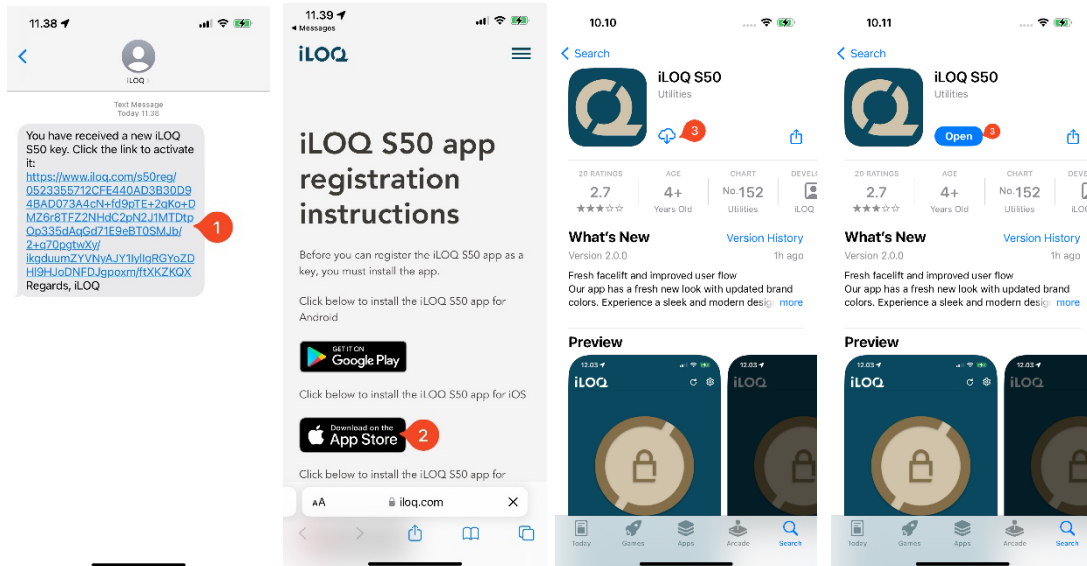 11.38
iLOQ
Text Message
Today 11.38
You have received a new iLOQ
S50 key. Click the link to activate
it:
https://www.iloq.com/s50reg/
0523355712CFE440AD3B30D9
4BAD073A4cN+fd9pTE+2qKo+D
MZ6r8TFZ2NHdC2pN2J1MTDtp
Op335dAqGd71E9eBT0SMJb/
2+q70pgtwXy/
Regards, iLOQ
1
11.39
Messages
iLOQ
iLOQ S50 app
registration
instructions
Before you can register the iLOQ S50 app as a
key, you must install the app.
Click below to install the iLOQ S50 app for
Android
GET IT ON
Google Play
Click below to install the iLOQ S50 app for iOS
Download on the
App Store
2
Click below to install the iLOQ S50 app for
AA
iloq.com
10.10
Search
iLOQ S50
Utilities
3
20 RATINGS
AGE
CHART
DEVEL
2.7
4+
No.152
Years Old
Utilities
iLOQ
What's New
Version History
Version 2.0.0
1h ago
Fresh facelift and improved user flow
Our app has a fresh new look with updated brand
colors. Experience a sleek and modern desig
more
Preview
12.03
iLOQ
12.03
iLOQ
Today
Games
Apps
Arcade
Search
10.11
Search
iLOQ S50
Utilities
Open
3
20 RATINGS
AGE
CHART
DEVE
2.7
4+
No.152
Years Old
Utilities
iLO
What's New
Version History
Version 2.0.0
1h ago
Fresh facelift and improved user flow
Our app has a fresh new look with updated brand
colors. Experience a sleek and modern desig
more
Preview
12.03
iLOQ
12.03
iLOQ
Today
Games
Apps
Arcade
Search